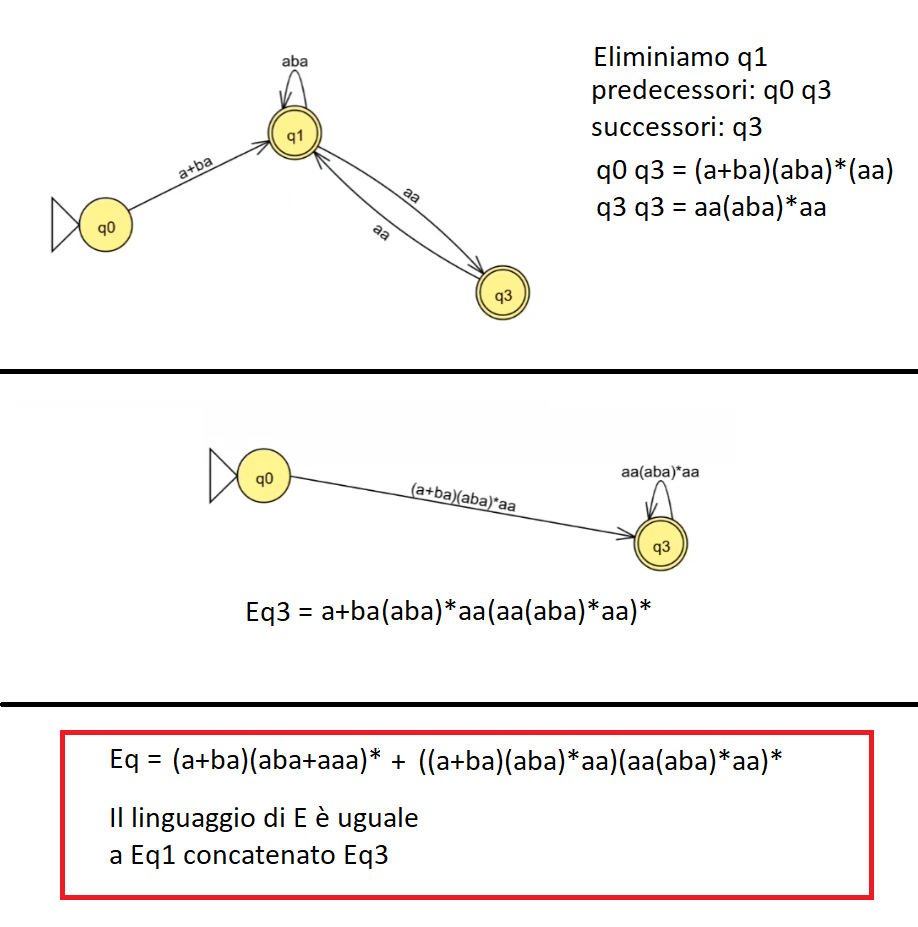 Eliminiamo q1
predecessori: q0 q3
successori: q3
q0 q3 = (a+ba)(aba)*(aa)
q3 q3 = aa(aba)*aa
aba
q1
a+ba
aa
aa
q0
q3
q0
(a+ba)(aba)*aa
aa(aba)*aa
q3
Eq3 = a+ba(aba)*aa(aa(aba)*aa)*
Eq = (a+ba)(aba+aaa)* + ((a+ba)(aba)*aa)(aa(aba)*aa)*
Il linguaggio di E è uguale
a Eq1 concatenato Eq3